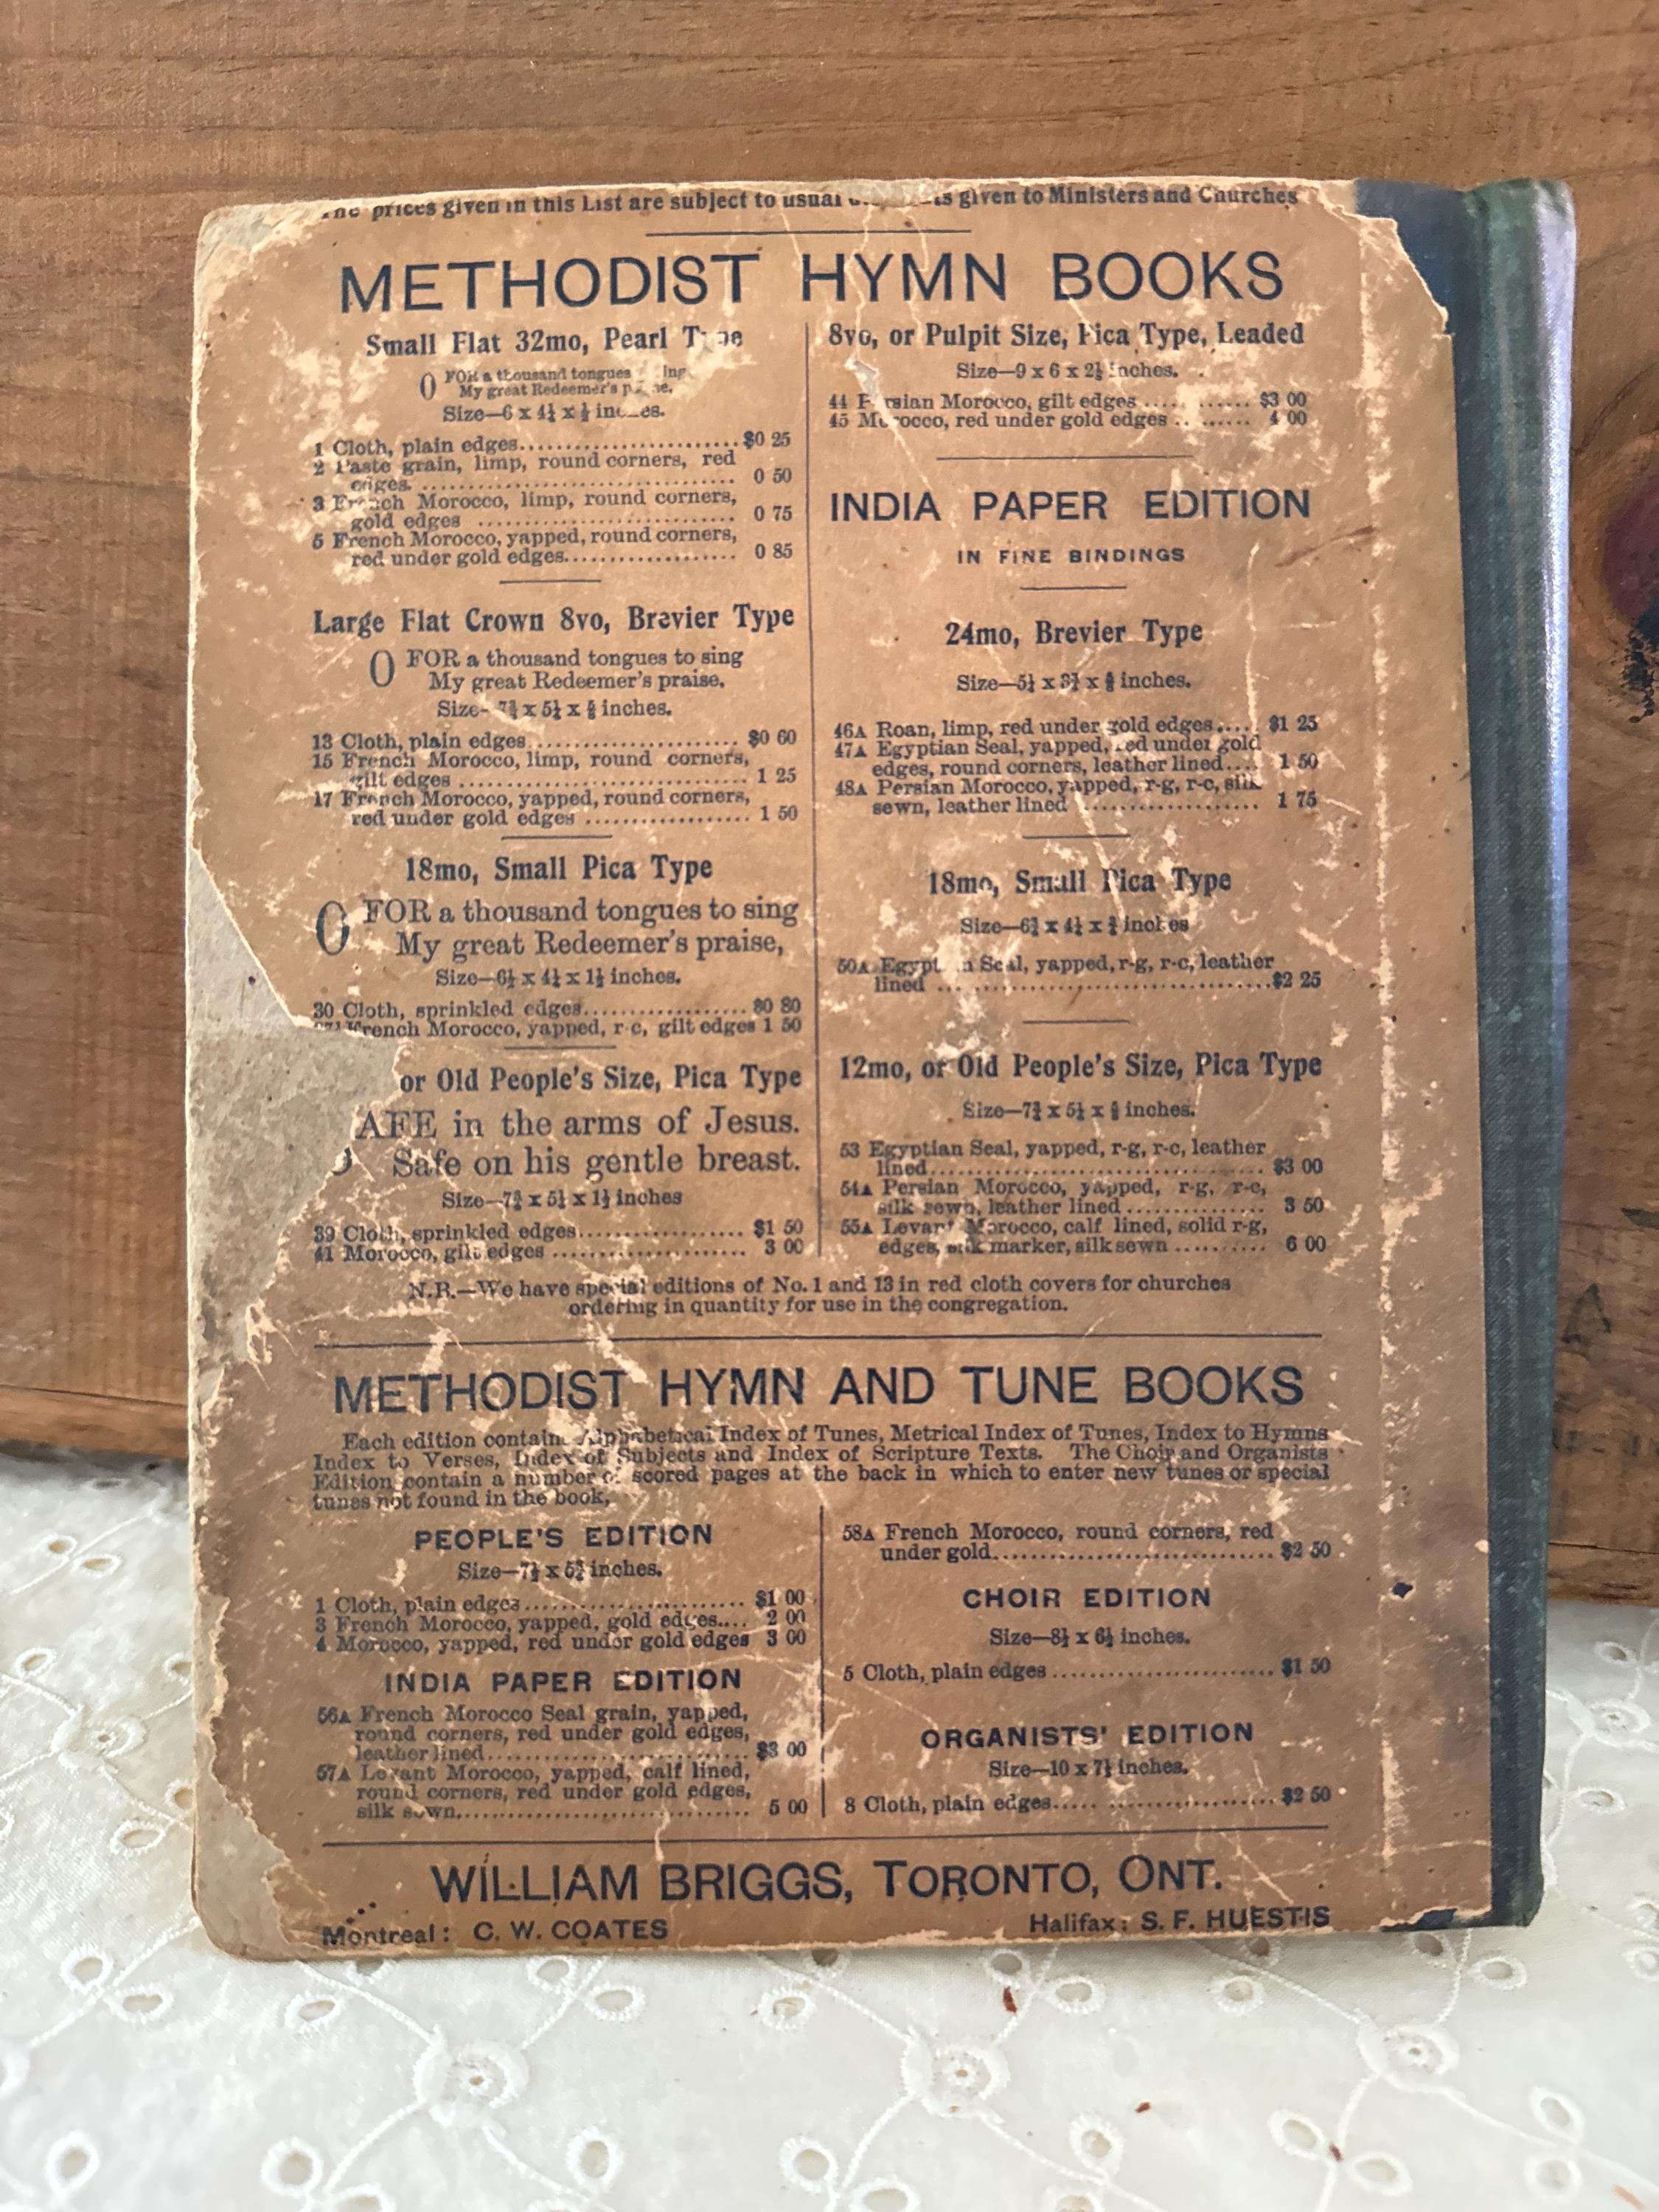 prices given in this List are subject to usual given to Ministers and Churches
METHODIST HYMN BOOKS
Small Flat 32mo, Pearl
O FOR a thousand tongues
My great Redeemer's
Size—6 x 4¼ x ½
1 Cloth, plain edges........................$0 25
2 Paste grain, limp, round corners, red
edges. ................................ 0 50
3 French Morocco, limp, round corners,
gold edges ........................... 0 75
5 French Morocco, yapped, round corners,
red under gold edges.................. 0 85
Large Flat Crown 8vo, Brevier Type
O FOR a thousand tongues to sing
My great Redeemer's praise.
inches.
13 Cloth, plain edges....................... $0 60
15 French Morocco, limp, round corners,
gilt edges .............................. 1 25
17 French Morocco, yapped, round corners,
red under gold edges ................. 1 50
18mo, Small Pica Type
O FOR a thousand tongues to sing
My great Redeemer's praise,
inches.
30 Cloth, sprinkled edges.................$0 80
French Morocco, yapped, r-c, gilt edges 1 50
or Old People's Size, Pica Type
AFE in the arms of Jesus.
Safe on his gentle breast.
inches
39 Cloth, sprinkled edges.................. $1 50
41 Morocco, gilt edges ..................... 3 00
8vo, or Pulpit Size, Pica Type, Leaded
Size—9 x 6 x 2½ inches.
44 Persian Morocco, gilt edges ............ $3 00
45 Morocco, red under gold edges .. ....... 4 00
INDIA PAPER EDITION
IN FINE BINDINGS
24mo, Brevier Type
inches.
46A Roan, limp, red under gold edges..... $1 25
47A Egyptian Seal, yapped, red under gold
edges, round corners, leather lined.... 1 50
48A Persian Morocco, yapped, r-g, r-c, silk
sewn, leather lined ................... 1 75
18mo, Small Pica Type
inches
50A Egyptian Seal, yapped, r-g, r-c, leather
lined ... ................................$2 25
12mo, or Old People's Size, Pica Type
inches.
53 Egyptian Seal, yapped, r-g, r-c, leather
lined.................................... $3 00
54A Persian Morocco, yapped, r-g, r-c,
silk sewn, leather lined ............... 3 50
55A Levant Morocco, calf lined, solid r-g,
edges, silk marker, silk sewn .......... 6 00
N.B.—We have special editions of No. 1 and 13 in red cloth covers for churches
ordering in quantity for use in the congregation.
METHODIST HYMN AND TUNE BOOKS
Each edition contains Alphabetical Index of Tunes, Metrical Index of Tunes, Index to Hymns
Index to Verses, Index of Subjects and Index of Scripture Texts. The Choir and Organists
Edition contain a number of scored pages at the back in which to enter new tunes or special
tunes not found in the book.
PEOPLE'S EDITION
inches.
1 Cloth, plain edges........................ $1 00
3 French Morocco, yapped, gold edges.... 2 00
4 Morocco, yapped, red under gold edges 3 00
INDIA PAPER EDITION
56A French Morocco Seal grain, yapped,
round corners, red under gold edges,
leather lined............................$3 00
57A Levant Morocco, yapped, calf lined,
round corners, red under gold edges,
silk sewn................................ 5 00
58A French Morocco, round corners, red
under gold...............................$2 50
CHOIR EDITION
Size—8½ x 6½ inches.
5 Cloth, plain edges .......................$1 50
ORGANISTS' EDITION
Size—10 x 7½ inches.
8 Cloth, plain edges..... ..................$2 50
WILLIAM BRIGGS, TORONTO, ONT.
Montreal: C. W. COATES
Halifax: S. F. HUESTIS